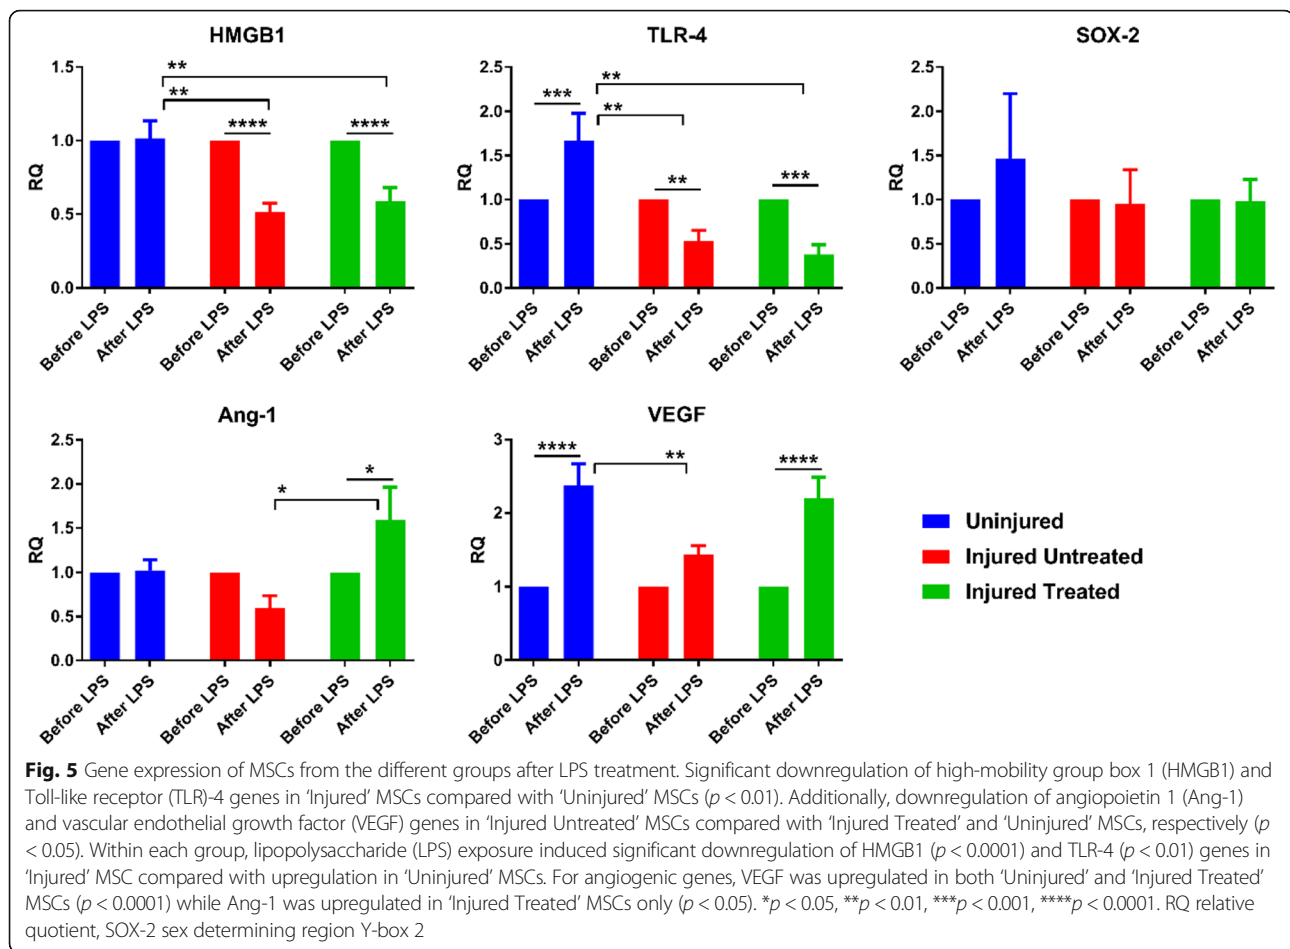 HMGB1
1.5
1.0
0.5
0.0
RQ
**
**
****
****
Before LPS
After LPS
Before LPS
After LPS
Before LPS
After LPS
TLR-4
2.5
2.0
1.5
1.0
0.5
0.0
RQ
***
**
**
**
***
Before LPS
After LPS
Before LPS
After LPS
Before LPS
After LPS
SOX-2
2.5
2.0
1.5
1.0
0.5
0.0
RQ
Before LPS
After LPS
Before LPS
After LPS
Before LPS
After LPS
Ang-1
2.5
2.0
1.5
1.0
0.5
0.0
RQ
*
*
Before LPS
After LPS
Before LPS
After LPS
Before LPS
After LPS
VEGF
3
2
1
0
RQ
****
**
****
Before LPS
After LPS
Before LPS
After LPS
Before LPS
After LPS
Uninjured
Injured Untreated
Injured Treated
Fig. 5 Gene expression of MSCs from the different groups after LPS treatment. Significant downregulation of high-mobility group box 1 (HMGB1) and
Toll-like receptor (TLR)-4 genes in ‘Injured’ MSCs compared with ‘Uninjured’ MSCs (p < 0.01). Additionally, downregulation of angiopoietin 1 (Ang-1)
and vascular endothelial growth factor (VEGF) genes in ‘Injured Untreated’ MSCs compared with ‘Injured Treated’ and ‘Uninjured’ MSCs, respectively (p
< 0.05). Within each group, lipopolysaccharide (LPS) exposure induced significant downregulation of HMGB1 (p < 0.0001) and TLR-4 (p < 0.01) genes in
‘Injured’ MSC compared with upregulation in ‘Uninjured’ MSCs. For angiogenic genes, VEGF was upregulated in both ‘Uninjured’ and ‘Injured Treated’
MSCs (p < 0.0001) while Ang-1 was upregulated in ‘Injured Treated’ MSCs only (p < 0.05). *p < 0.05, **p < 0.01, ***p < 0.001, ****p < 0.0001. RQ relative
quotient, SOX-2 sex determining region Y-box 2